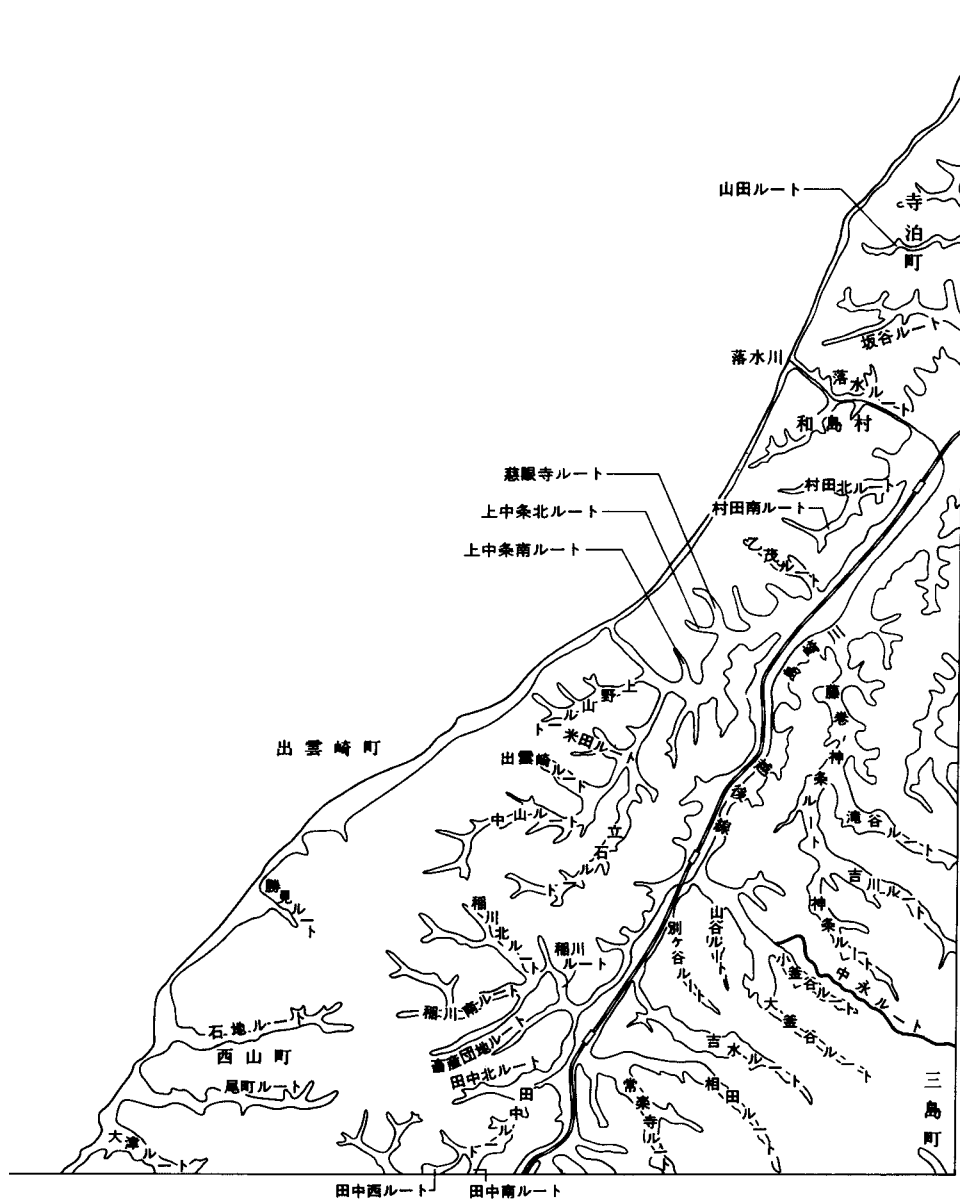 山田ルート
寺泊町
坂谷ルート
落水川
落水ルート
和島村
慈眼寺ルート
村田北ルート
上中条北ルート
村田南ルート
上中条南ルート
茂ルート
島崎川
上野山ルート
藤巻・神条ルート
米田ルート
出雲崎町
出雲崎ルート
越後線
中山ルート
立石ルート
滝谷ルート
吉川ルート
勝見ルート
稲川北ルート
神条ルート
山谷ルート
別ヶ谷ルート
稲川ルート
小釜谷ルート
中永ルート
稲川南ルート
大釜谷ルート
石地ルート
畜産団地ルート
西山町
吉水ルート
田中北ルート
尾町ルート
相田ルート
常楽寺ルート
三島町
田中ルート
大津ルート
田中西ルート
田中南ルート